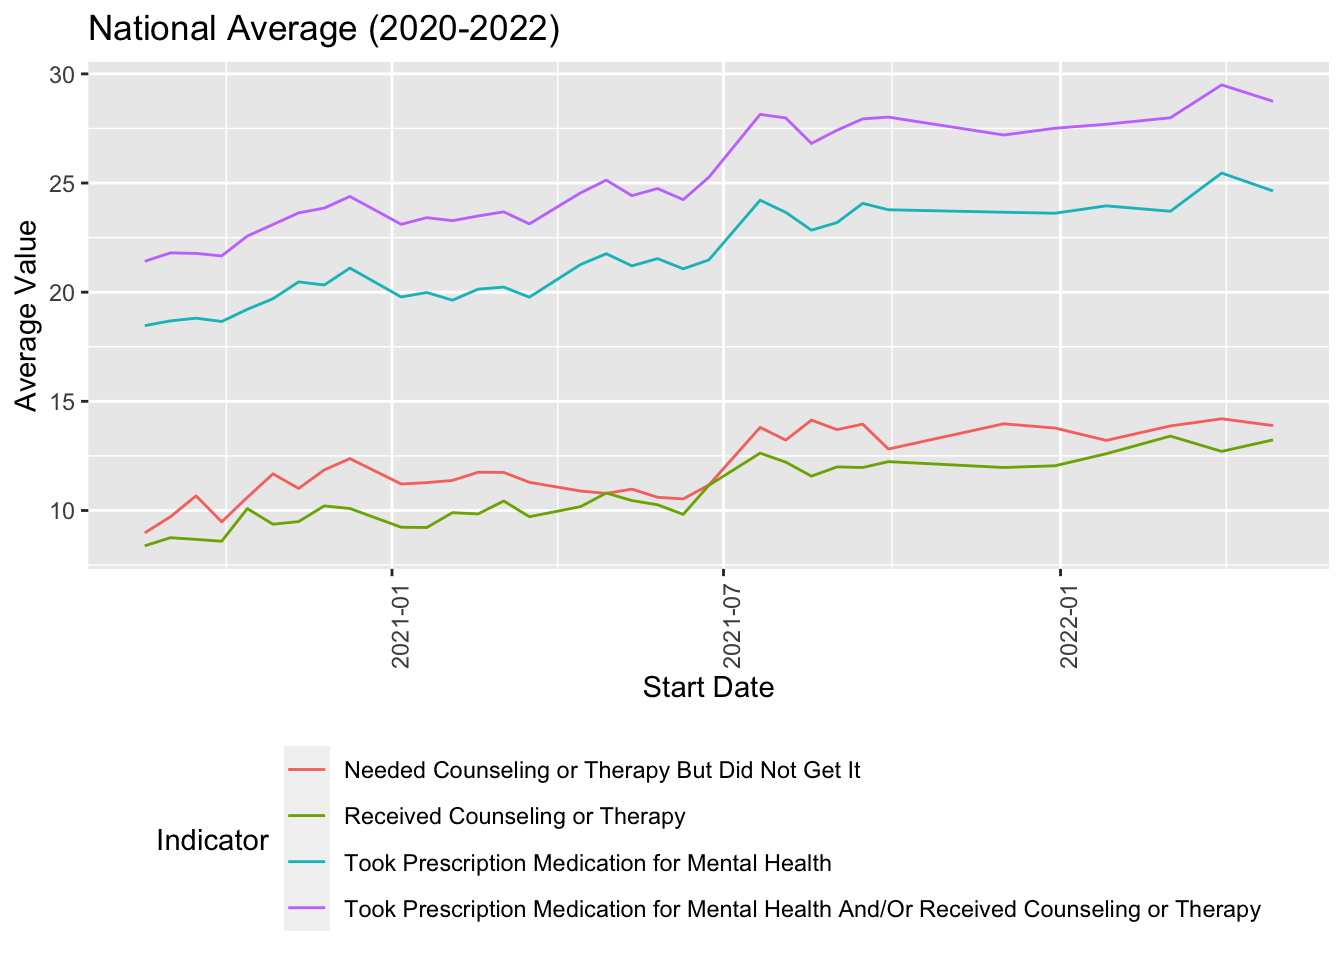 National Average (2020-2022)
30
25
20
15
10
Average Value
2021-01
2021-07
2022-01
Start Date
Indicator
Needed Counseling or Therapy But Did Not Get It
Received Counseling or Therapy
Took Prescription Medication for Mental Health
Took Prescription Medication for Mental Health And/Or Received Counseling or Therapy